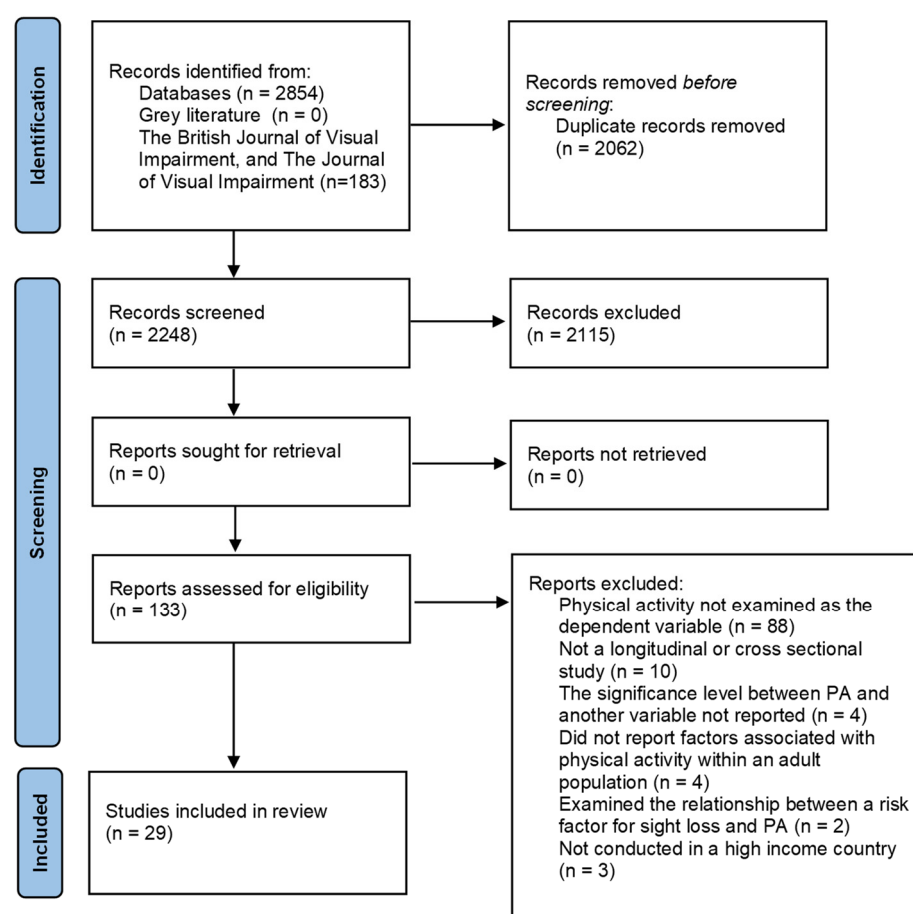 Identification
Records identified from:
Databases (n = 2854)
Grey literature (n = 0)
The British Journal of Visual
Impairment, and The Journal
of Visual Impairment (n=183)
Records removed before
screening:
Duplicate records removed
(n = 2062)
Screening
Records screened
(n = 2248)
Records excluded
(n = 2115)
Reports sought for retrieval
(n = 0)
Reports not retrieved
(n = 0)
Reports assessed for eligibility
(n = 133)
Reports excluded:
Physical activity not examined as the
dependent variable (n = 88)
Not a longitudinal or cross sectional
study (n = 10)
The significance level between PA and
another variable not reported (n = 4)
Did not report factors associated with
physical activity within an adult
population (n = 4)
Examined the relationship between a risk
factor for sight loss and PA (n = 2)
Not conducted in a high income country
(n = 3)
Included
Studies included in review
(n = 29)